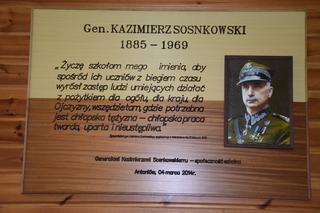 Gen. KAZIMIERZ SOSNKOWSKI
1885 – 1969
„Życzę szkołom mego imienia, aby
spośród ich uczniów z biegiem czasu
wyrósł zastęp ludzi umiejących działać
z pożytkiem dla ogółu, dla kraju, dla
Ojczyzny, wszędzie tam, gdzie potrzebna
jest chłopska tężyzna – chłopska praca
twarda, uparta i nieustępliwa."
Generałowi Kazimierzowi Sosnkowskiemu – społeczność szkolna
Antoniów, 04 marca 2014r.